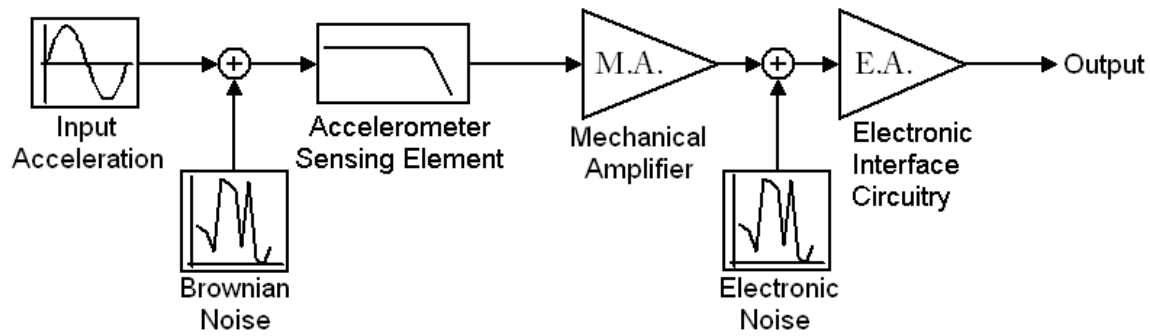 M.A.
E.A.
Output
Input
Acceleration
Accelerometer
Sensing Element
Mechanical
Amplifier
Electronic
Interface
Circuitry
Brownian
Noise
Electronic
Noise